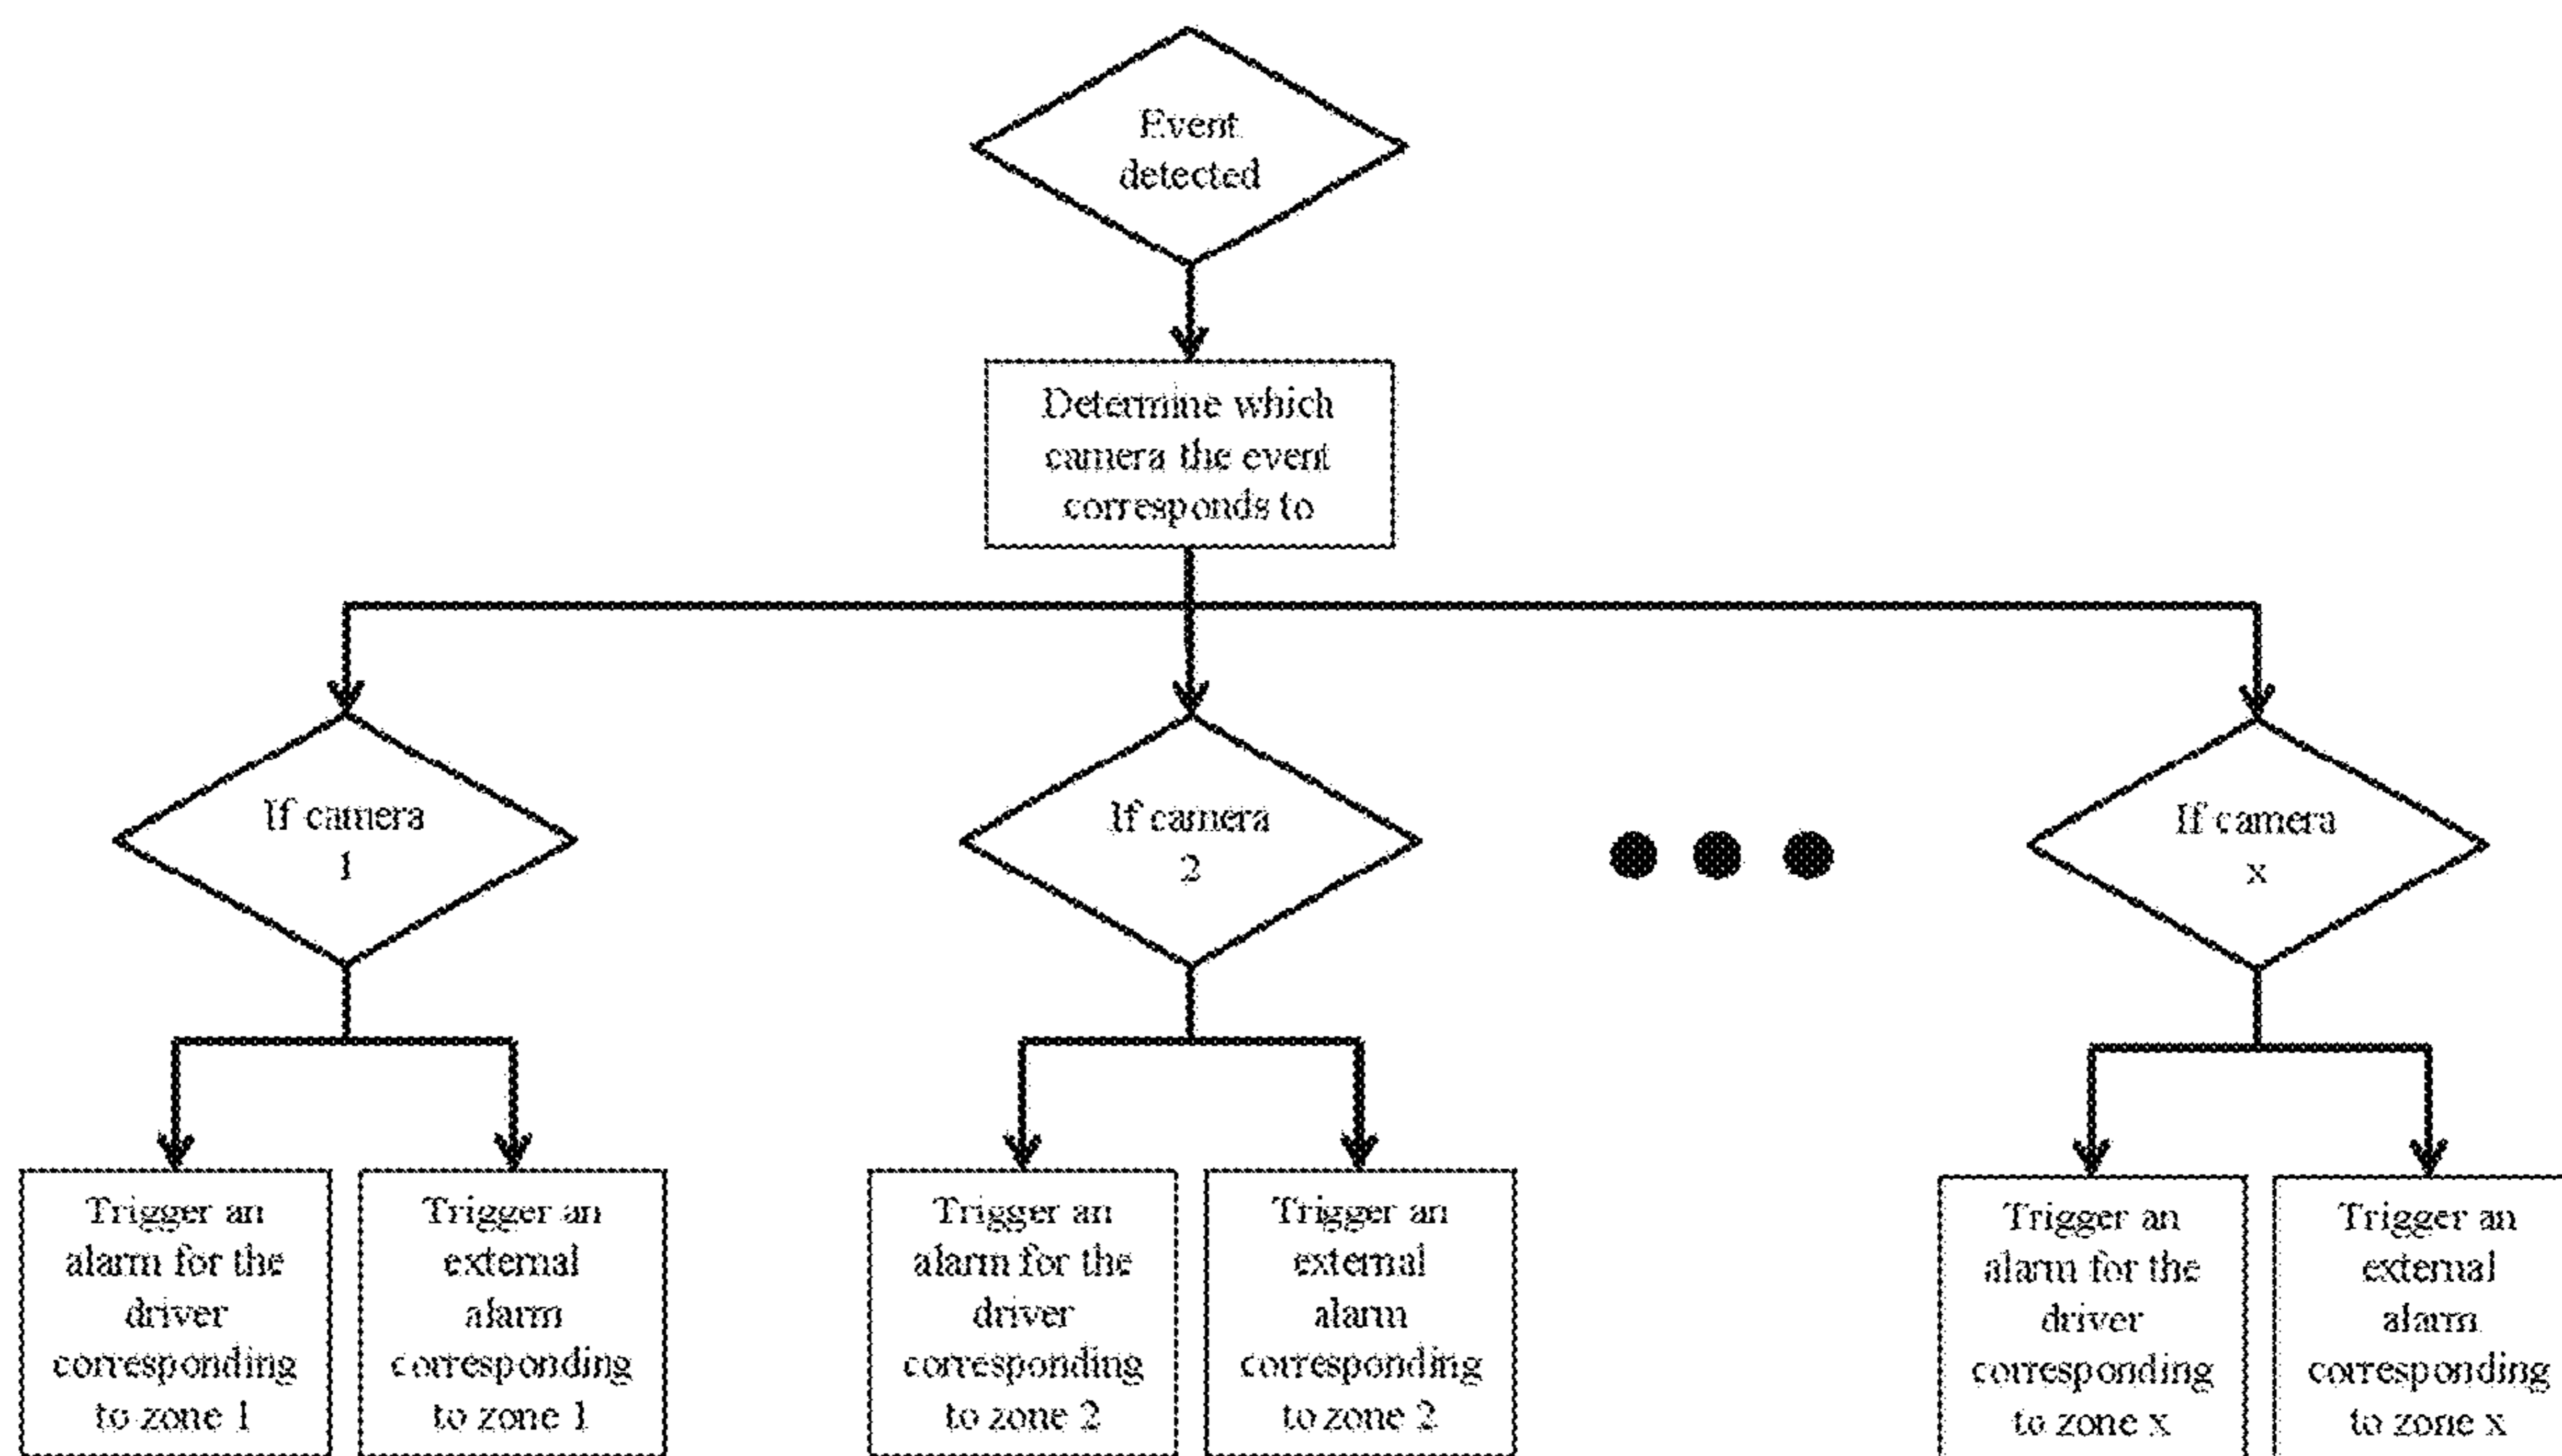 Event
detected
Determine which
camera the event
corresponds to
If camera
1
If camera
2
If camera
x
Trigger an
alarm for the
driver
corresponding
to zone 1
Trigger an
external
alarm
corresponding
to zone 1
Trigger an
alarm for the
driver
corresponding
to zone 2
Trigger an
external
alarm
corresponding
to zone 2
Trigger an
alarm for the
driver
corresponding
to zone x
Trigger an
external
alarm
corresponding
to zone x